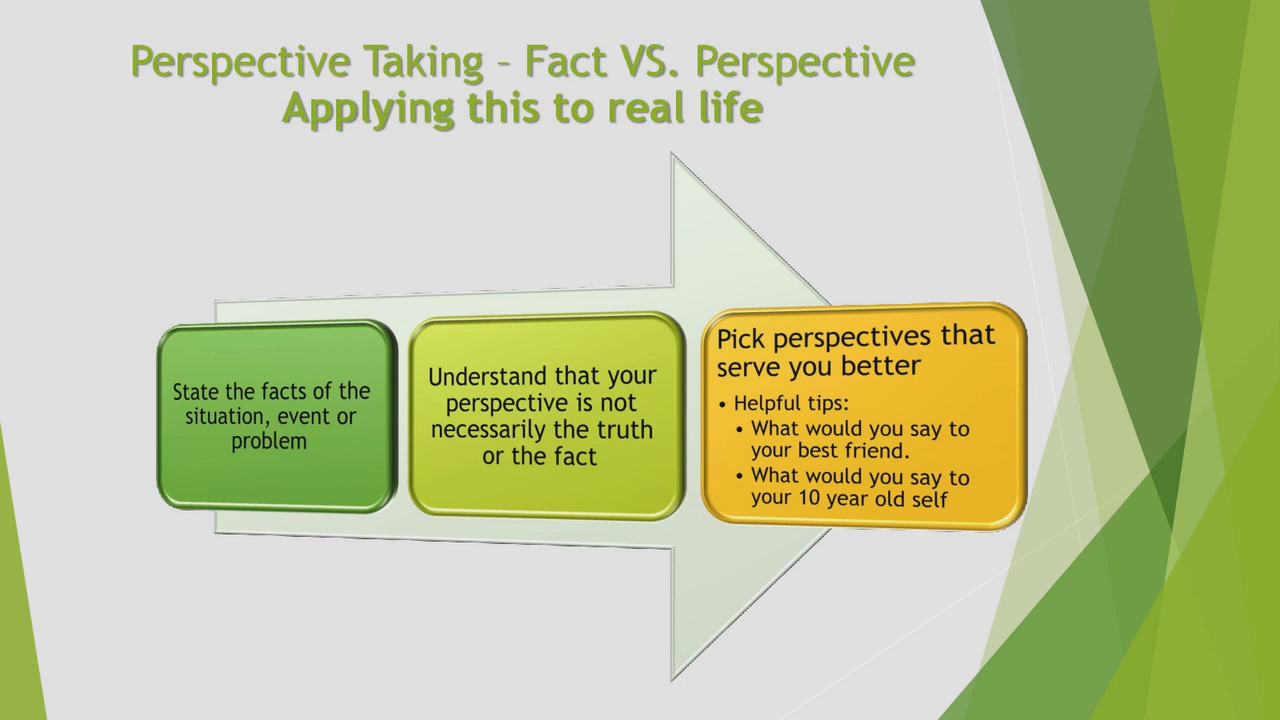 Perspective Taking – Fact VS. Perspective
Applying this to real life
State the facts of the
situation, event or
problem
Understand that your
perspective is not
necessarily the truth
or the fact
Pick perspectives that
serve you better
• Helpful tips:
• What would you say to
your best friend.
• What would you say to
your 10 year old self